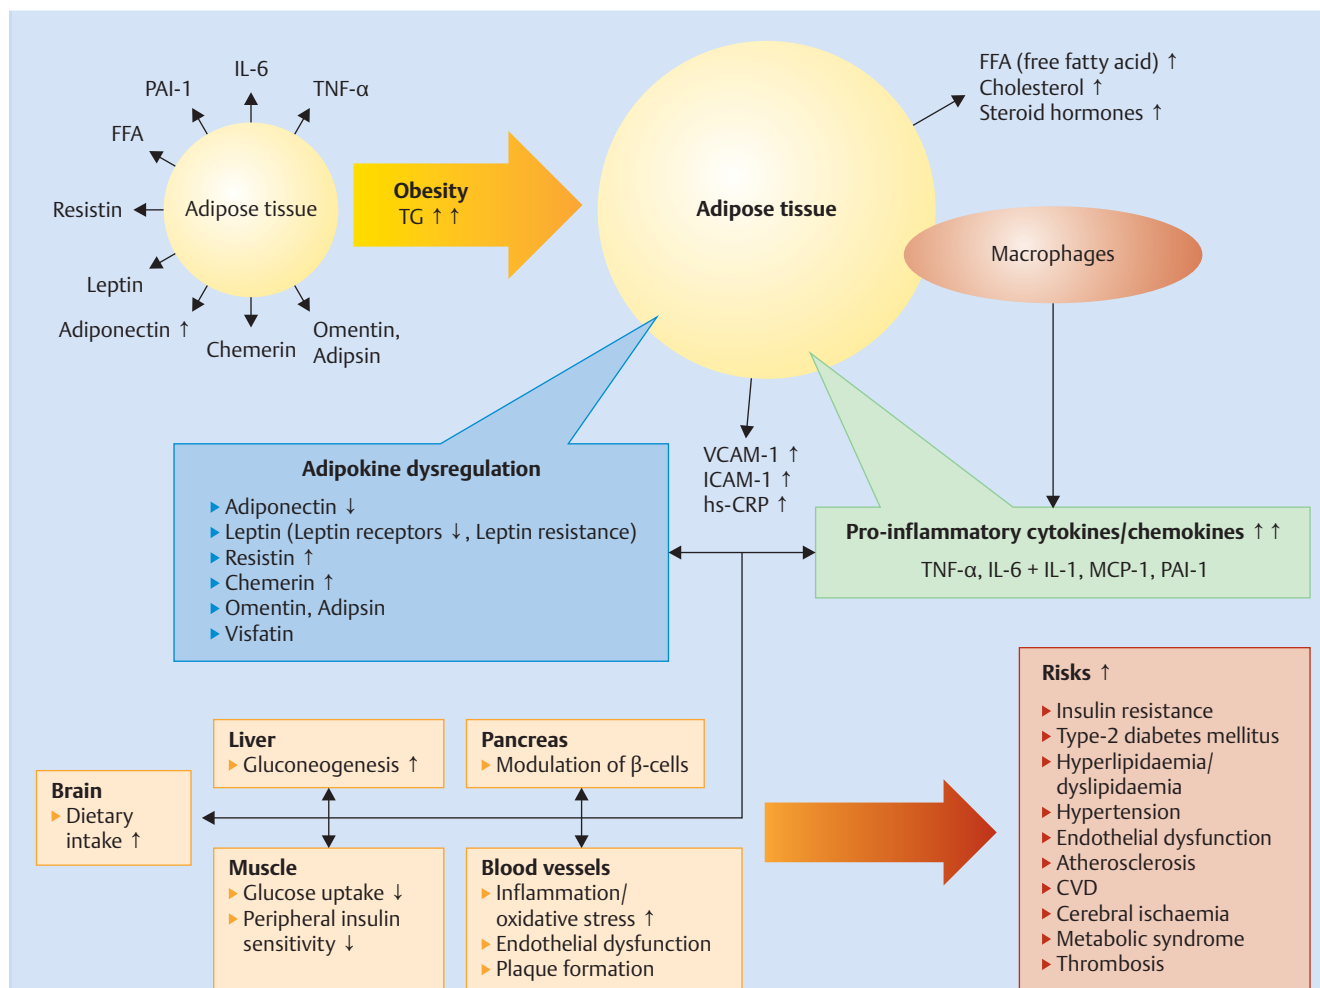 IL-6
PAI-1
TNF-α
FFA
Resistin
Adipose tissue
Leptin
Adiponectin ↑
Chemerin
Omentin,
Adipsin
Obesity
TG ↑ ↑
Adipose tissue
FFA (free fatty acid) ↑
Cholesterol ↑
Steroid hormones ↑
Macrophages
VCAM-1 ↑
ICAM-1 ↑
hs-CRP ↑
Adipokine dysregulation
Adiponectin ↓
Leptin (Leptin receptors ↓, Leptin resistance)
Resistin ↑
Chemerin ↑
Omentin, Adipsin
Visfatin
Pro-inflammatory cytokines/chemokines ↑ ↑
TNF-α, IL-6 + IL-1, MCP-1, PAI-1
Brain
Dietary
intake ↑
Liver
Gluconeogenesis ↑
Pancreas
Modulation of β-cells
Muscle
Glucose uptake ↓
Peripheral insulin
sensitivity ↓
Blood vessels
Inflammation/
oxidative stress ↑
Endothelial dysfunction
Plaque formation
Risks ↑
Insulin resistance
Type-2 diabetes mellitus
Hyperlipidaemia/
dyslipidaemia
Hypertension
Endothelial dysfunction
Atherosclerosis
CVD
Cerebral ischaemia
Metabolic syndrome
Thrombosis